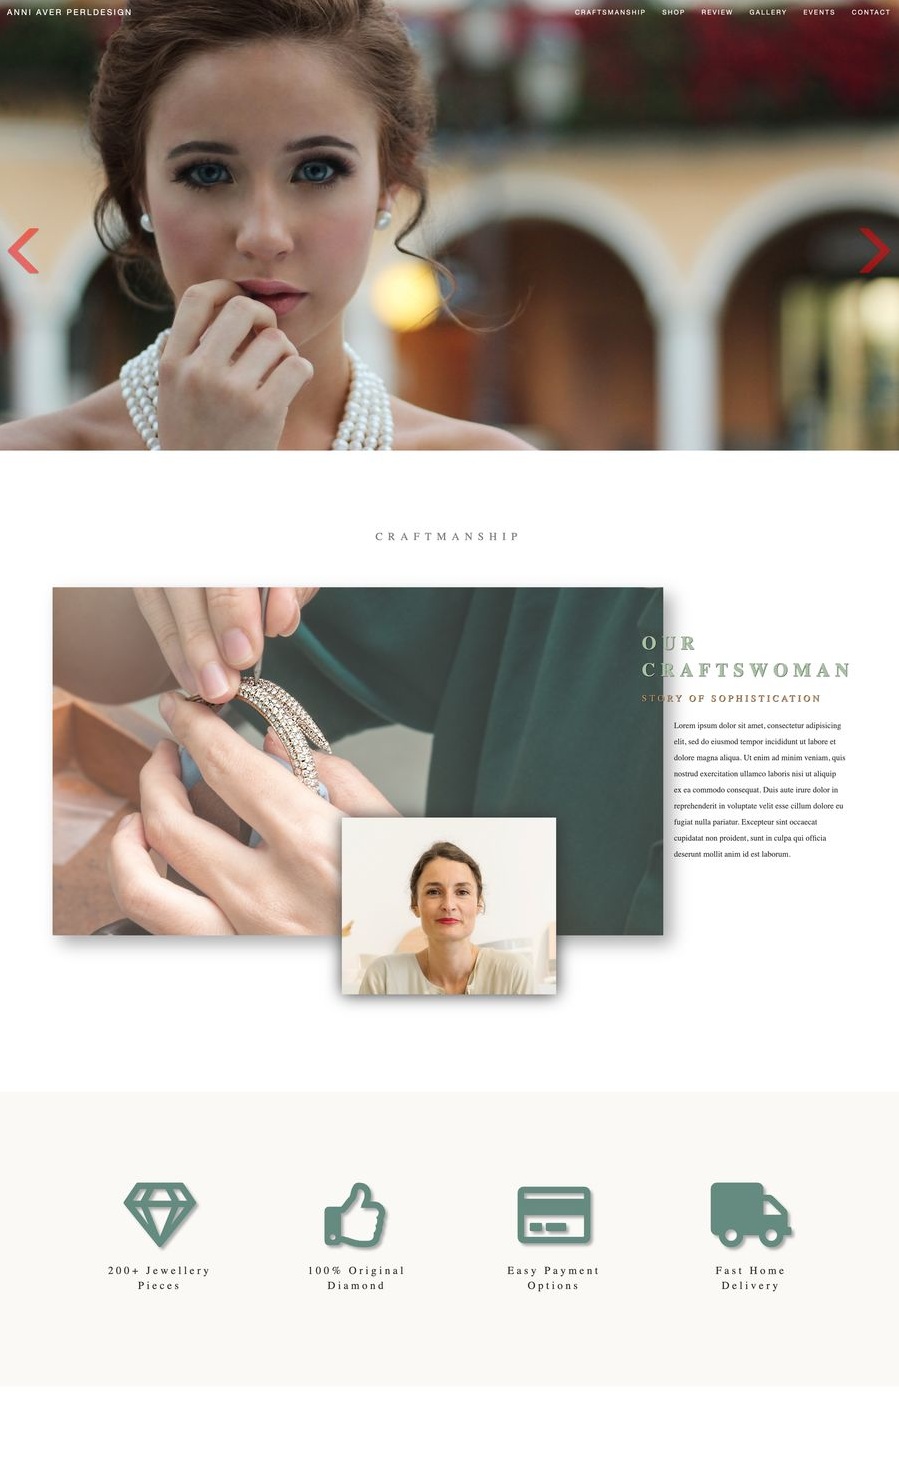 ANNI AVER PERLDESIGN
CRAFTSMANSHIP SHOP REVIEW GALLERY EVENTS CONTACT
CRAFTMANSHIP
OUR
CRAFTSWOMAN
STORY OF SOPHISTICATION
Lorem ipsum dolor sit amet, consectetur adipisicing
elit, sed do eiusmod tempor incididunt ut labore et
dolore magna aliqua. Ut enim ad minim veniam, quis
nostrud exercitation ullamco laboris nisi ut aliquip
ex ea commodo consequat. Duis aute irure dolor in
reprehenderit in voluptate velit esse cillum dolore eu
fugiat nulla pariatur. Excepteur sint occaecat
cupidatat non proident, sunt in culpa qui officia
deserunt mollit anim id est laborum.
200+ Jewellery
Pieces
100% Original
Diamond
Easy Payment
Options
Fast Home
Delivery